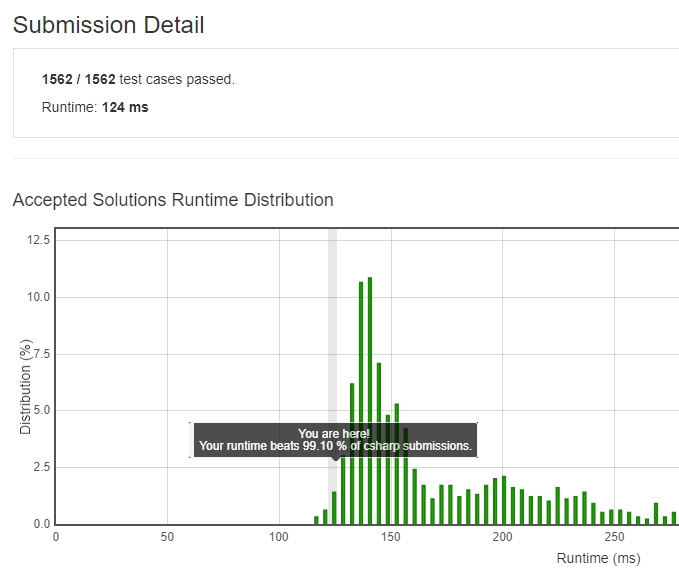 Submission Detail
1562 / 1562 test cases passed.
Runtime: 124 ms
Accepted Solutions Runtime Distribution
Distribution (%)
12.5
10.0
7.5
5.0
2.5
0.0
You are here!
Your runtime beats 99.10 % of csharp submissions.
0 50 100 150 200 250
Runtime (ms)